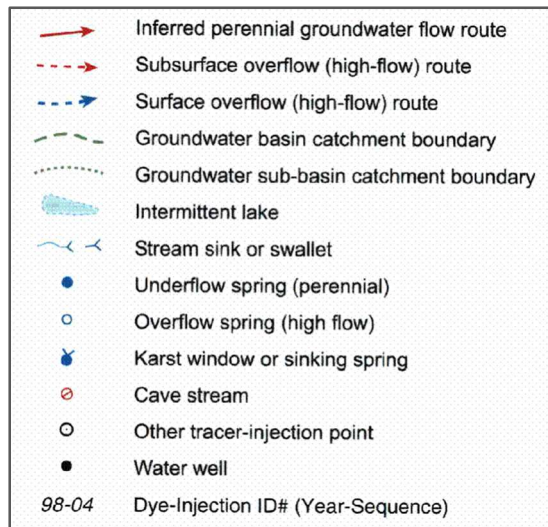 Inferred perennial groundwater flow route
Subsurface overflow (high-flow) route
Surface overflow (high-flow) route
Groundwater basin catchment boundary
Groundwater sub-basin catchment boundary
Intermittent lake
Stream sink or swallet
Underflow spring (perennial)
Overflow spring (high flow)
Karst window or sinking spring
Cave stream
Other tracer-injection point
Water well
98-04 Dye-Injection ID# (Year-Sequence)